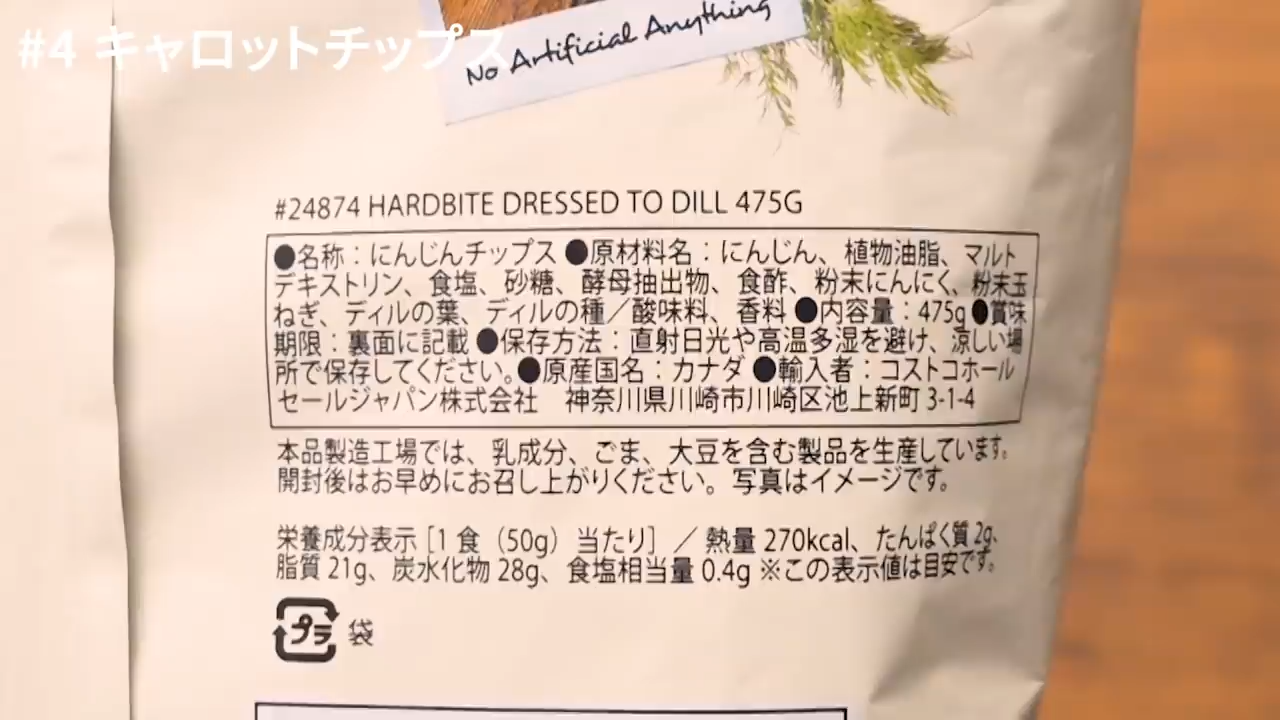 #4 キャロットチップス
No Artificial Anything
#24874 HARDBITE DRESSED TO DILL 475G
●名称：にんじんチップス ●原材料名：にんじん、植物油脂、マルト
デキストリン、食塩、砂糖、酵母抽出物、食酢、粉末にんにく、粉末玉
ねぎ、ディルの葉、ディルの種／酸味料、香料 ●内容量：475g ●賞味
期限：裏面に記載 ●保存方法：直射日光や高温多湿を避け、涼しい場
所で保存してください。●原産国名：カナダ ●輸入者：コストコホール
セールジャパン株式会社　神奈川県川崎市川崎区池上新町 3-1-4
本品製造工場では、乳成分、ごま、大豆を含む製品を生産しています。
開封後はお早めにお召し上がりください。写真はイメージです。
栄養成分表示［1 食（50g）当たり］／ 熱量 270kcal、たんぱく質 2g、
脂質 21g、炭水化物 28g、食塩相当量 0.4g ※この表示値は目安です。
プラ 袋